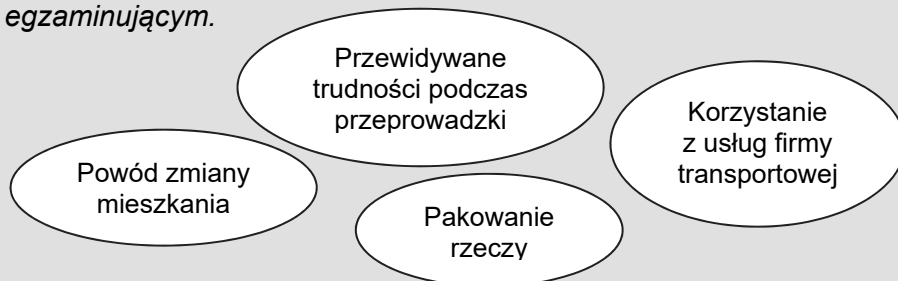 egzaminującym.
Przewidywane
trudności podczas
przeprowadzki
Korzystanie
z usług firmy
transportowej
Powód zmiany
mieszkania
Pakowanie
rzeczy